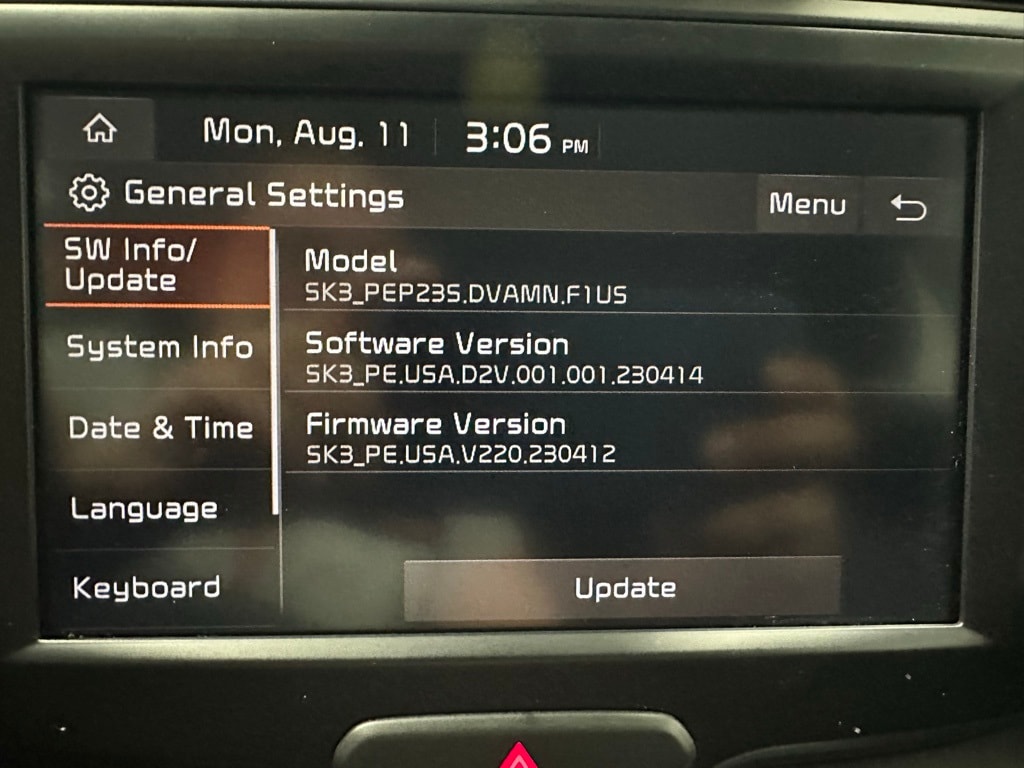 Mon, Aug. 11 3:06 PM
General Settings Menu
SW Info/
Update
System Info
Date & Time
Language
Keyboard
Model
SK3_PEP235.DVAMN.F1US
Software Version
SK3_PE.USA.D2V.001.001.230414
Firmware Version
SK3_PE.USA.V220.230412
Update